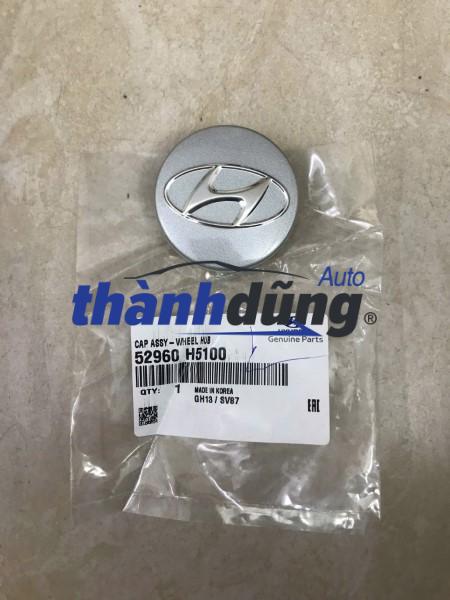 Auto
thànhdũng®
Genuine Parts
CAP ASSY-WHEEL HUB
52960 H5100
QTY: 1
MADE IN KOREA
GH13 / SV87
EAC